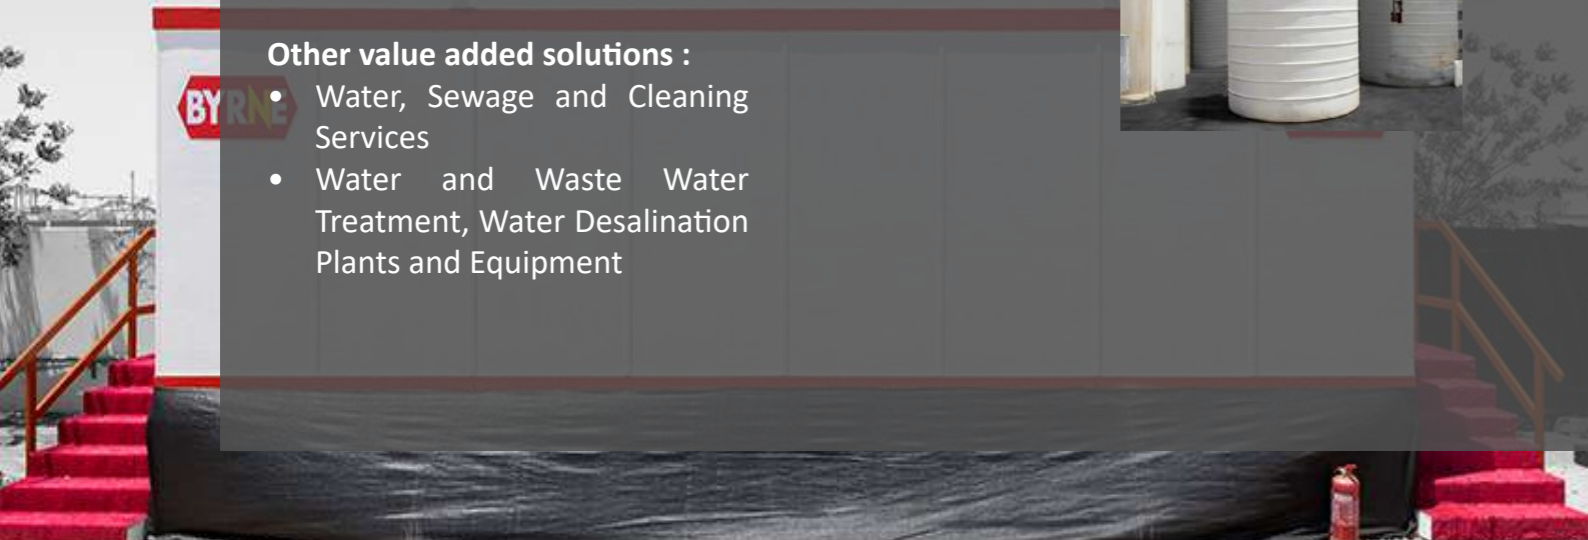 Other value added solutions :
BYRNE
• Water, Sewage and Cleaning
Services
• Water and Waste Water
Treatment, Water Desalination
Plants and Equipment